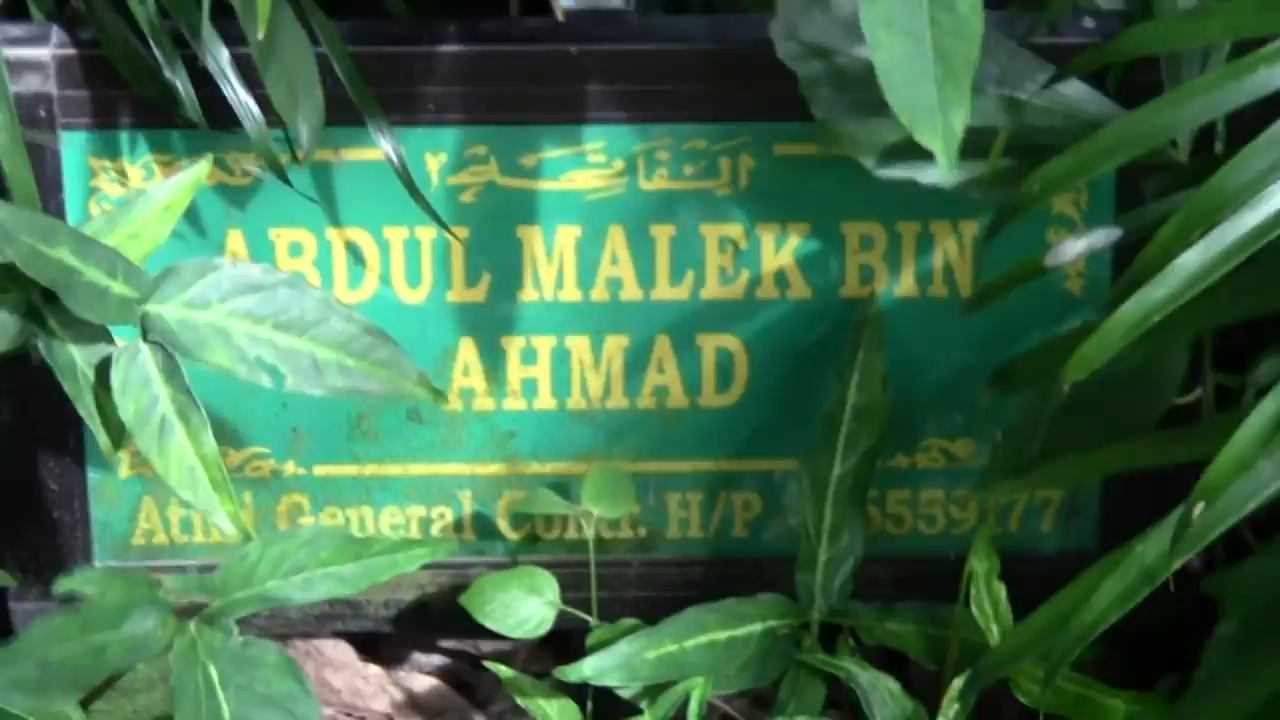 الفاتحة
ABDUL MALEK BIN
AHMAD
General Contr. H/P